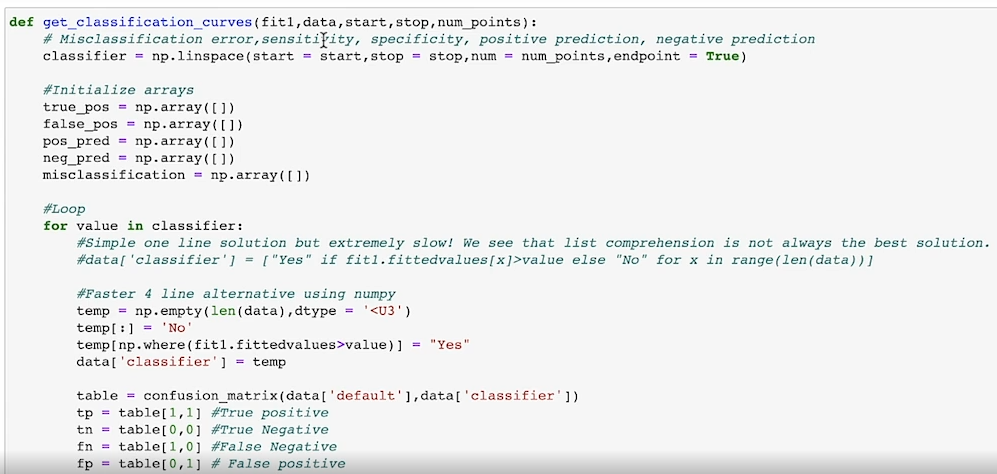 def get_classification_curves(fit1,data,start,stop,num_points):
    # Misclassification error,sensitivity, specificity, positive prediction, negative prediction
    classifier = np.linspace(start = start,stop = stop,num = num_points,endpoint = True)

    #Initialize arrays
    true_pos = np.array([])
    false_pos = np.array([])
    pos_pred = np.array([])
    neg_pred = np.array([])
    misclassification = np.array([])

    #Loop
    for value in classifier:
        #Simple one line solution but extremely slow! We see that list comprehension is not always the best solution.
        #data['classifier'] = ["Yes" if fit1.fittedvalues[x]>value else "No" for x in range(len(data))]

        #Faster 4 line alternative using numpy
        temp = np.empty(len(data),dtype = '<U3')
        temp[:] = 'No'
        temp[np.where(fit1.fittedvalues>value)] = "Yes"
        data['classifier'] = temp

        table = confusion_matrix(data['default'],data['classifier'])
        tp = table[1,1] #True positive
        tn = table[0,0] #True Negative
        fn = table[1,0] #False Negative
        fp = table[0,1] # False positive